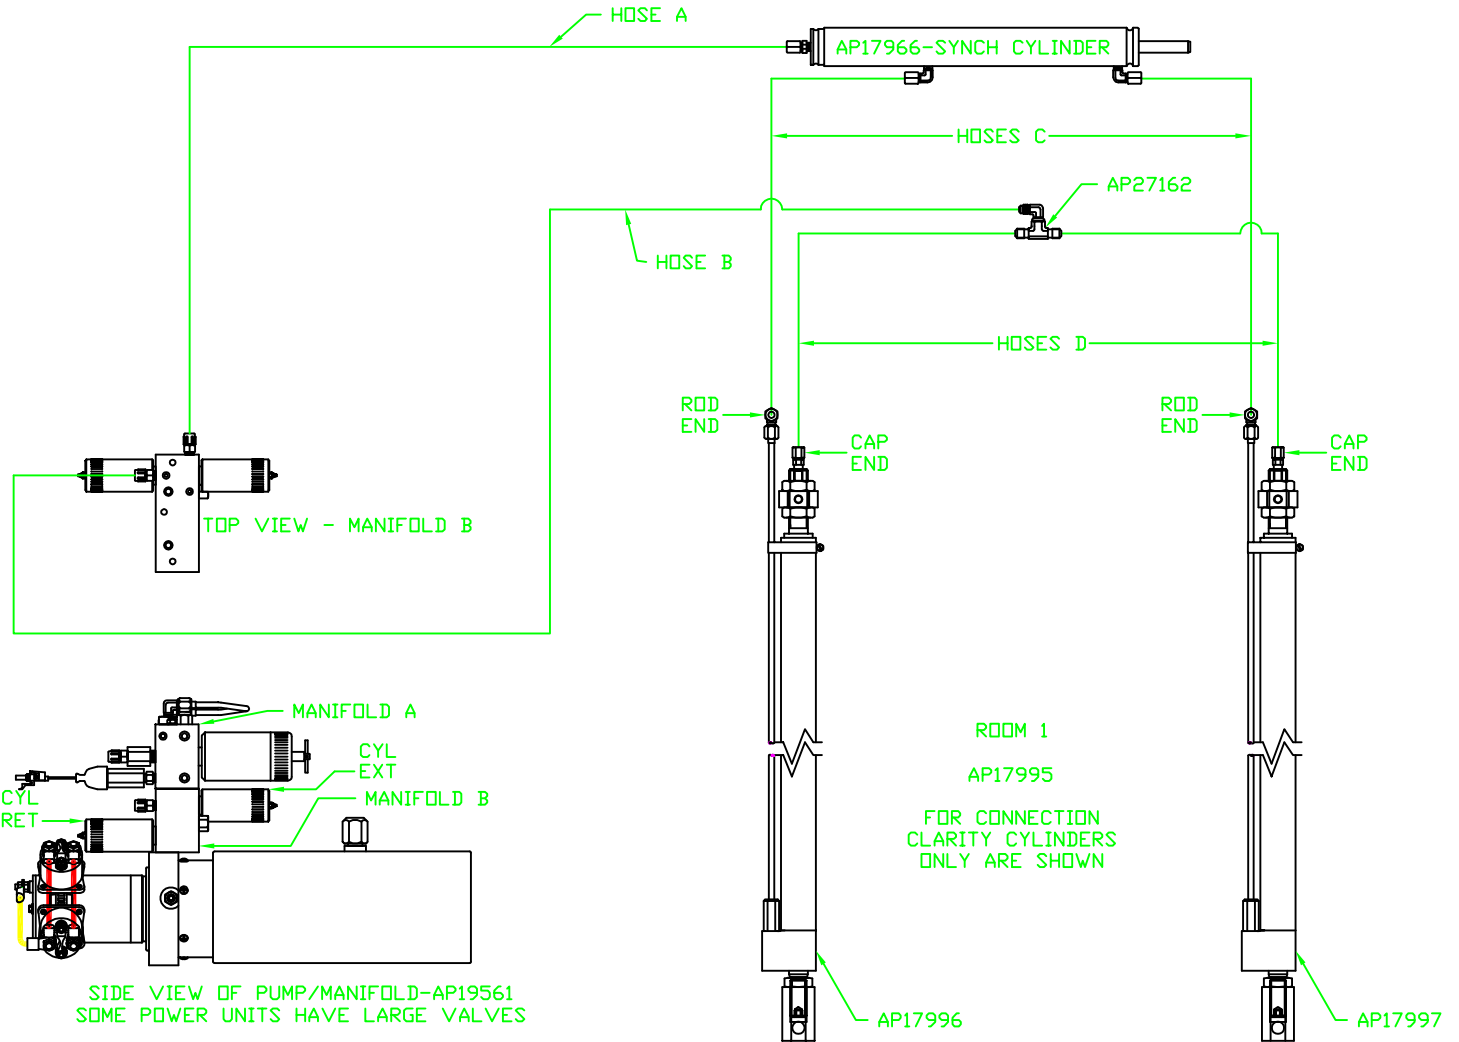 HOSE A
AP17966-SYNCH CYLINDER
HOSES C
AP27162
HOSE B
HOSES D
ROD
END
CAP
END
ROD
END
CAP
END
TOP VIEW - MANIFOLD B
MANIFOLD A
CYL
EXT
MANIFOLD B
CYL
RET
ROOM 1
AP17995
FOR CONNECTION
CLARITY CYLINDERS
ONLY ARE SHOWN
SIDE VIEW OF PUMP/MANIFOLD-AP19561
SOME POWER UNITS HAVE LARGE VALVES
AP17996
AP17997